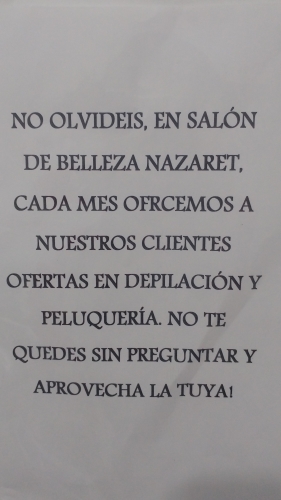 NO OLVIDEIS, EN SALÓN
DE BELLEZA NAZARET,
CADA MES OFRCEMOS A
NUESTROS CLIENTES
OFERTAS EN DEPILACIÓN Y
PELUQUERÍA. NO TE
QUEDES SIN PREGUNTAR Y
APROVECHA LA TUYA!